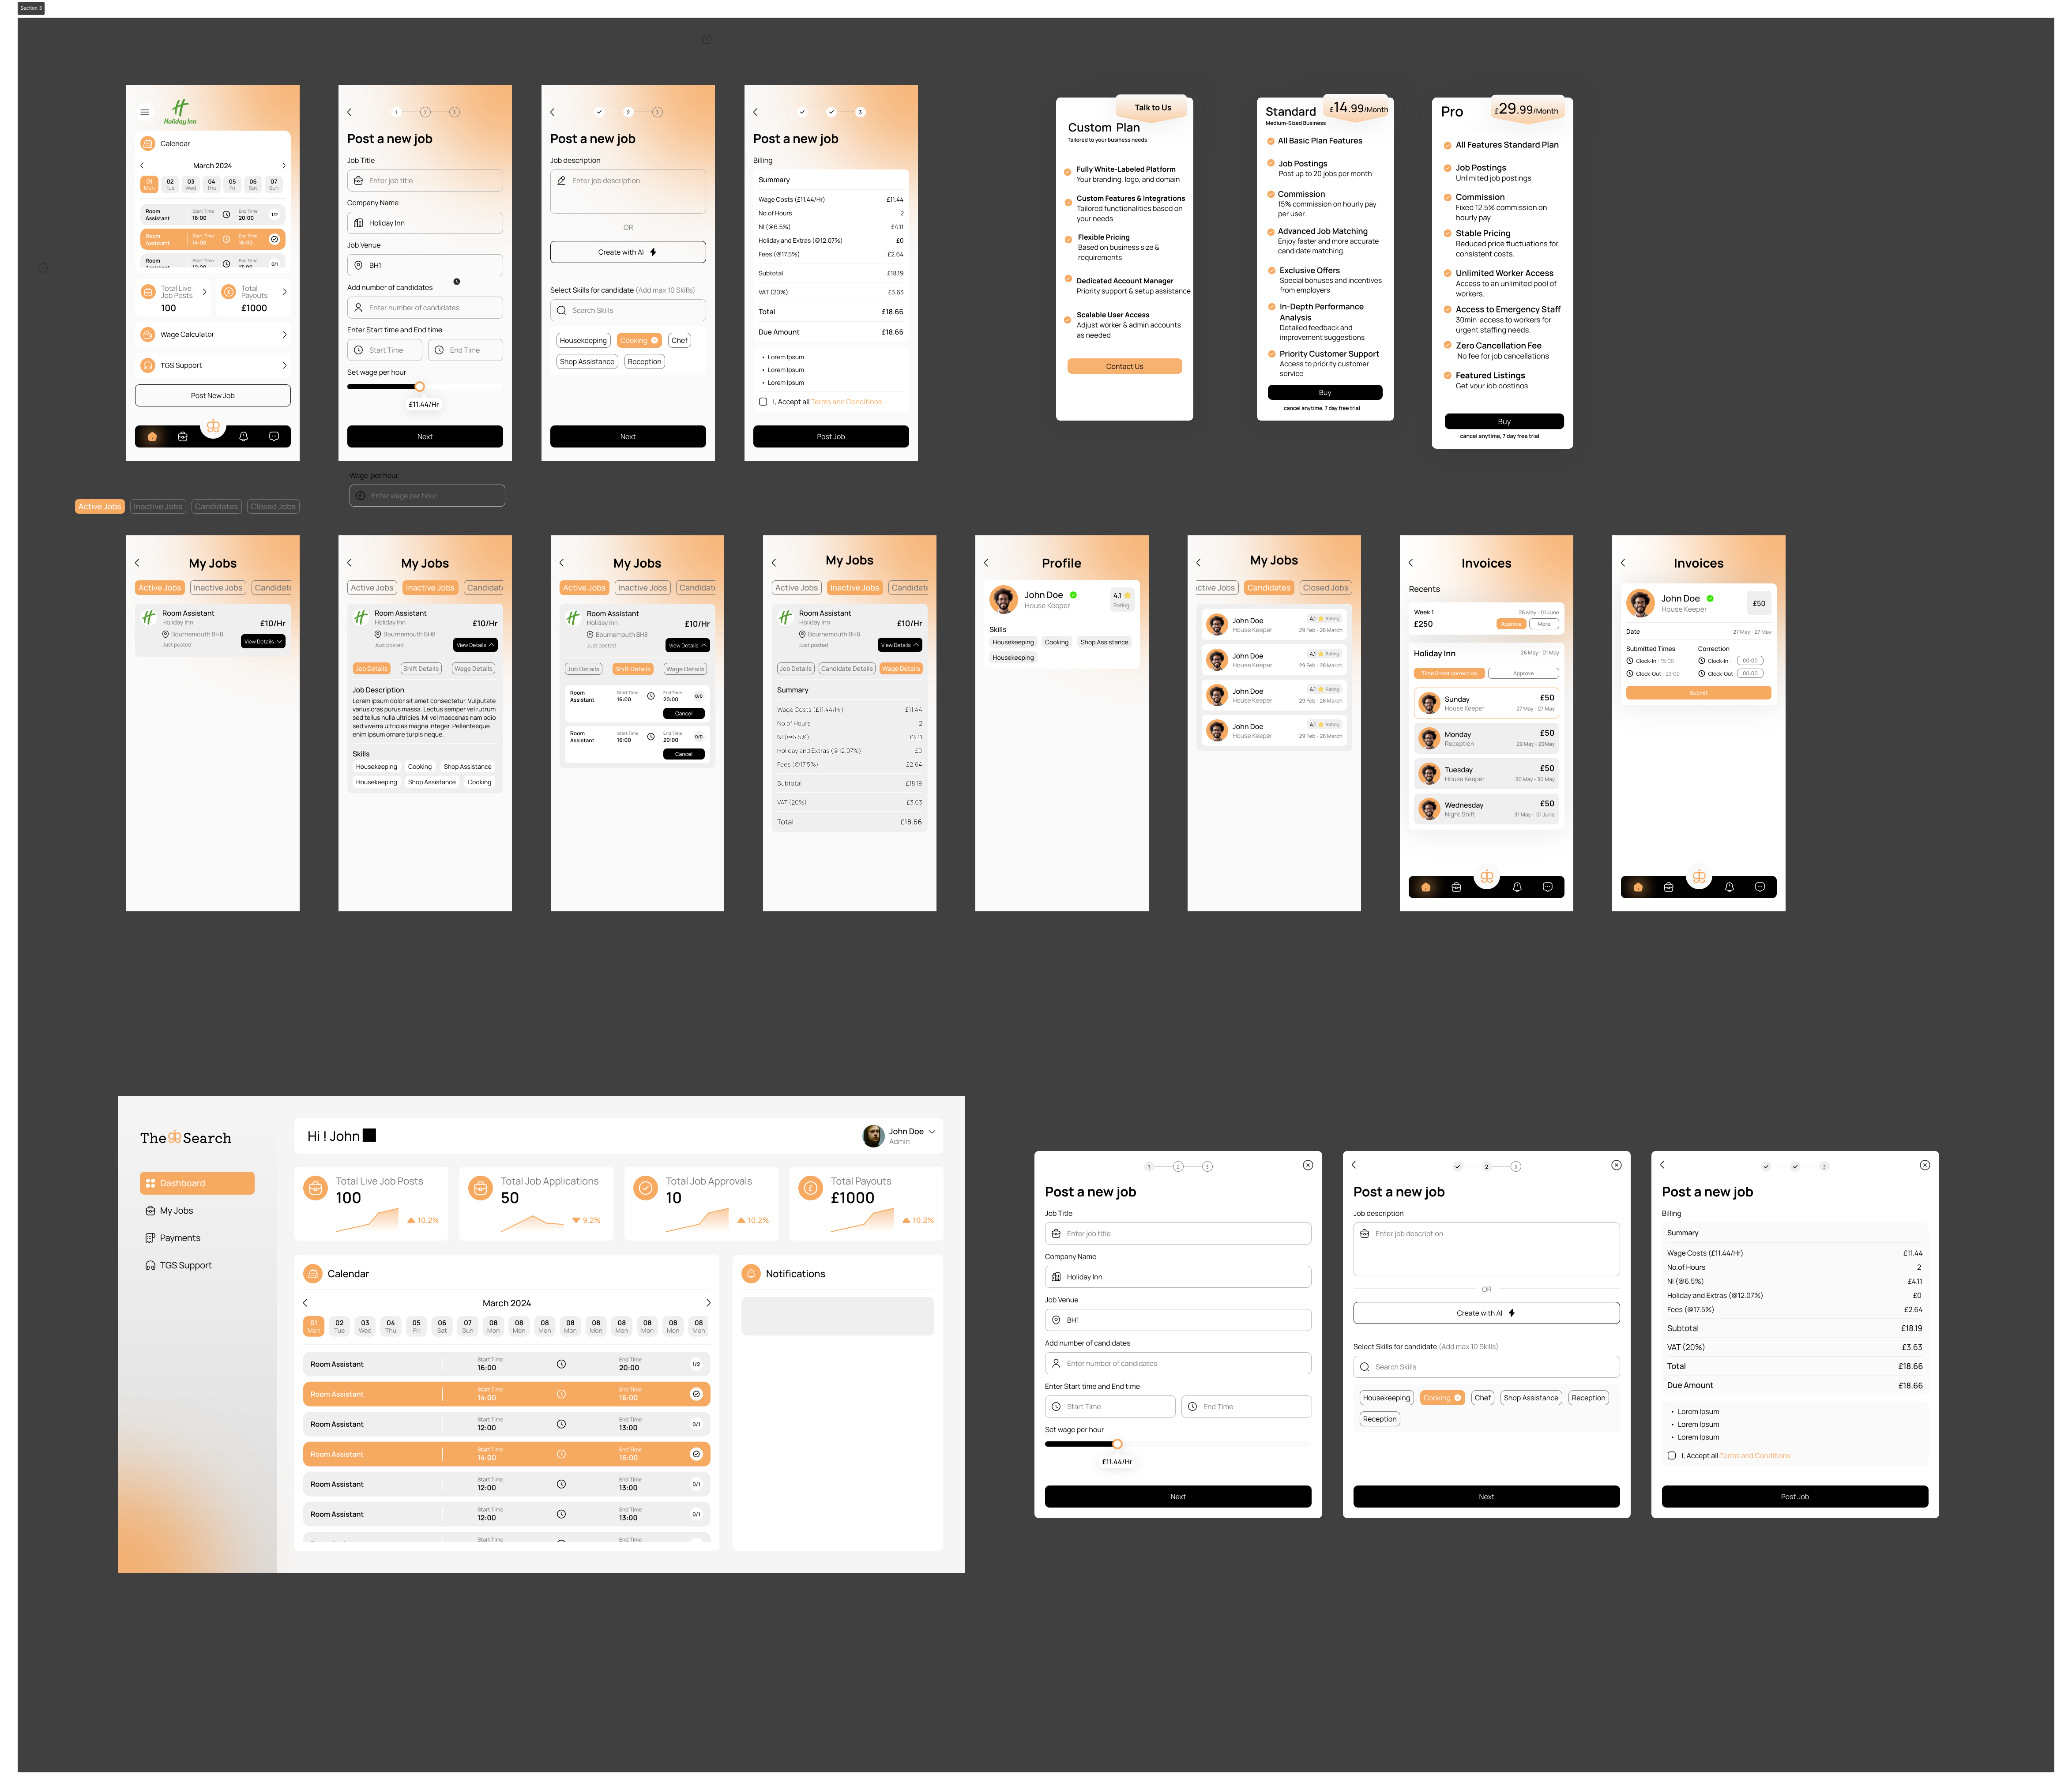 Section 3
Holiday Inn
Calendar
March 2024
01 02 03 04 05 06 07
Mon Tue Wed Thu Fri Sat Sun
Room Assistant
Start Time
16:00
End Time
20:00
1/2
Room Assistant
Start Time
14:00
End Time
16:00
Room
Start Time
End Time
0/1
Total Live Job Posts
100
Total Payouts
£1000
Wage Calculator
TGS Support
Post New Job
1 2 3
Post a new job
Job Title
Enter job title
Company Name
Holiday Inn
Job Venue
BH1
Add number of candidates
Enter number of candidates
Enter Start time and End time
Start Time
End Time
Set wage per hour
£11.44/Hr
Next
Wage per hour
Enter wage per hour
2 3
Post a new job
Job description
Enter job description
OR
Create with AI
Select Skills for candidate (Add max 10 Skills)
Search Skills
Housekeeping
Cooking
Chef
Shop Assistance
Reception
Next
3
Post a new job
Billing
Summary
Wage Costs (£11.44/Hr) £11.44
No.of Hours 2
NI (@6.5%) £4.11
Holiday and Extras (@12.07%) £0
Fees (@17.5%) £2.64
Subtotal £18.19
VAT (20%) £3.63
Total £18.66
Due Amount £18.66
• Lorem Ipsum
• Lorem Ipsum
• Lorem Ipsum
I, Accept all Terms and Conditions
Post Job
Talk to Us
Custom Plan
Tailored to your business needs
Fully White-Labeled Platform
Your branding, logo, and domain
Custom Features & Integrations
Tailored functionalities based on
your needs
Flexible Pricing
Based on business size &
requirements
Dedicated Account Manager
Priority support & setup assistance
Scalable User Access
Adjust worker & admin accounts
as needed
Contact Us
Standard
£14.99/Month
Medium-Sized Business
All Basic Plan Features
Job Postings
Post up to 20 jobs per month
Commission
15% commission on hourly pay
per user.
Advanced Job Matching
Enjoy faster and more accurate
candidate matching.
Exclusive Offers
Special bonuses and incentives
from employers
In-Depth Performance
Analysis
Detailed feedback and
improvement suggestions
Priority Customer Support
Access to priority customer
service
Buy
cancel anytime, 7 day free trial
Pro
£29.99/Month
All Features Standard Plan
Job Postings
Unlimited job postings
Commission
Fixed 12.5% commission on
hourly pay
Stable Pricing
Reduced price fluctuations for
consistent costs.
Unlimited Worker Access
Access to an unlimited pool of
workers.
Access to Emergency Staff
30min access to workers for
urgent staffing needs.
Zero Cancellation Fee
No fee for job cancellations
Featured Listings
Get your job postings
Buy
cancel anytime, 7 day free trial
Active Jobs
Inactive Jobs
Candidates
Closed Jobs
My Jobs
Active Jobs
Inactive Jobs
Candidat
Room Assistant
Holiday Inn
£10/Hr
Bournemouth BH8
Just posted
View Details
My Jobs
Active Jobs
Inactive Jobs
Candidat
Room Assistant
Holiday Inn
£10/Hr
Bournemouth BH8
Just posted
View Details
Job Details
Shift Details
Wage Details
Job Description
Lorem ipsum dolor sit amet consectetur. Vulputate
varius cras purus massa. Lectus semper vel rutrum
sed tellus nulla ultricies. Mi vel maecenas nam odio
sed viverra ultricies magna integer. Pellentesque
enim ipsum ornare turpis neque.
Skills
Housekeeping
Cooking
Shop Assistance
Housekeeping
Shop Assistance
Cooking
My Jobs
Active Jobs
Inactive Jobs
Candidate
Room Assistant
Holiday Inn
£10/Hr
Bournemouth BH8
Just posted
View Details
Job Details
Shift Details
Wage Details
Room Assistant
Start Time
16:00
End Time
20:00
0/0
Cancel
Room Assistant
Start Time
16:00
End Time
20:00
0/0
Cancel
My Jobs
Active Jobs
Inactive Jobs
Candidat
Room Assistant
Holiday Inn
£10/Hr
Bournemouth BH8
Just posted
View Details
Job Details
Candidate Details
Wage Details
Summary
Wage Costs (£11.44/Hr) £11.44
No.of Hours £2
NI (@6.5%) £4.11
Holiday and Extras (@12.07%) £0
Fees (@17.5%) £2.64
Subtotal £18.19
VAT (20%) £3.63
Total £18.66
Profile
John Doe
House Keeper
4.1
Rating
Skills
Housekeeping
Cooking
Shop Assistance
Housekeeping
My Jobs
ctive Jobs
Candidates
Closed Jobs
John Doe
House Keeper
4.1 Rating
29 Feb - 28 March
John Doe
House Keeper
4.1 Rating
29 Feb - 28 March
John Doe
House Keeper
4.1 Rating
29 Feb - 28 March
John Doe
House Keeper
4.1 Rating
29 Feb - 28 March
Invoices
Recents
Week 1
26 May - 01 June
£250
Approve
More
Holiday Inn
26 May - 01 May
Time Sheet correction
Approve
Sunday £50
House Keeper 27 May - 27 May
Monday £50
Reception 29 May - 29May
Tuesday £50
House Keeper 30 May - 30 May
Wednesday £50
Night Shift 31 May - 01 June
Invoices
John Doe
House Keeper
£50
Date 27 May - 27 May
Submitted Times Correction
Clock-In : 15:00 Clock-In : 00:00
Clock-Out : 23:00 Clock-Out : 00:00
Submit
The Search
Dashboard
My Jobs
Payments
TGS Support
Hi ! John
John Doe
Admin
Total Live Job Posts
100
10.2%
Total Job Applications
50
9.2%
Total Job Approvals
10
10.2%
Total Payouts
£1000
10.2%
Calendar
March 2024
01 02 03 04 05 06 07 08 08 08 08 08 08 08 08 08
Mon Tue Wed Thu Fri Sat Sun Mon Mon Mon Mon Mon Mon Mon Mon Mon
Room Assistant
Start Time
16:00
End Time
20:00
1/2
Room Assistant
Start Time
14:00
End Time
16:00
Room Assistant
Start Time
12:00
End Time
13:00
0/1
Room Assistant
Start Time
14:00
End Time
16:00
Room Assistant
Start Time
12:00
End Time
13:00
0/1
Room Assistant
Start Time
12:00
End Time
13:00
0/1
Start Time
End Time
Notifications
1 2 3
Post a new job
Job Title
Enter job title
Company Name
Holiday Inn
Job Venue
BH1
Add number of candidates
Enter number of candidates
Enter Start time and End time
Start Time
End Time
Set wage per hour
£11.44/Hr
Next
2 3
Post a new job
Job description
Enter job description
OR
Create with AI
Select Skills for candidate (Add max 10 Skills)
Search Skills
Housekeeping
Cooking
Chef
Shop Assistance
Reception
Reception
Next
3
Post a new job
Billing
Summary
Wage Costs (£11.44/Hr) £11.44
No.of Hours 2
NI (@6.5%) £4.11
Holiday and Extras (@12.07%) £0
Fees (@17.5%) £2.64
Subtotal £18.19
VAT (20%) £3.63
Total £18.66
Due Amount £18.66
• Lorem Ipsum
• Lorem Ipsum
• Lorem Ipsum
I, Accept all Terms and Conditions
Post Job